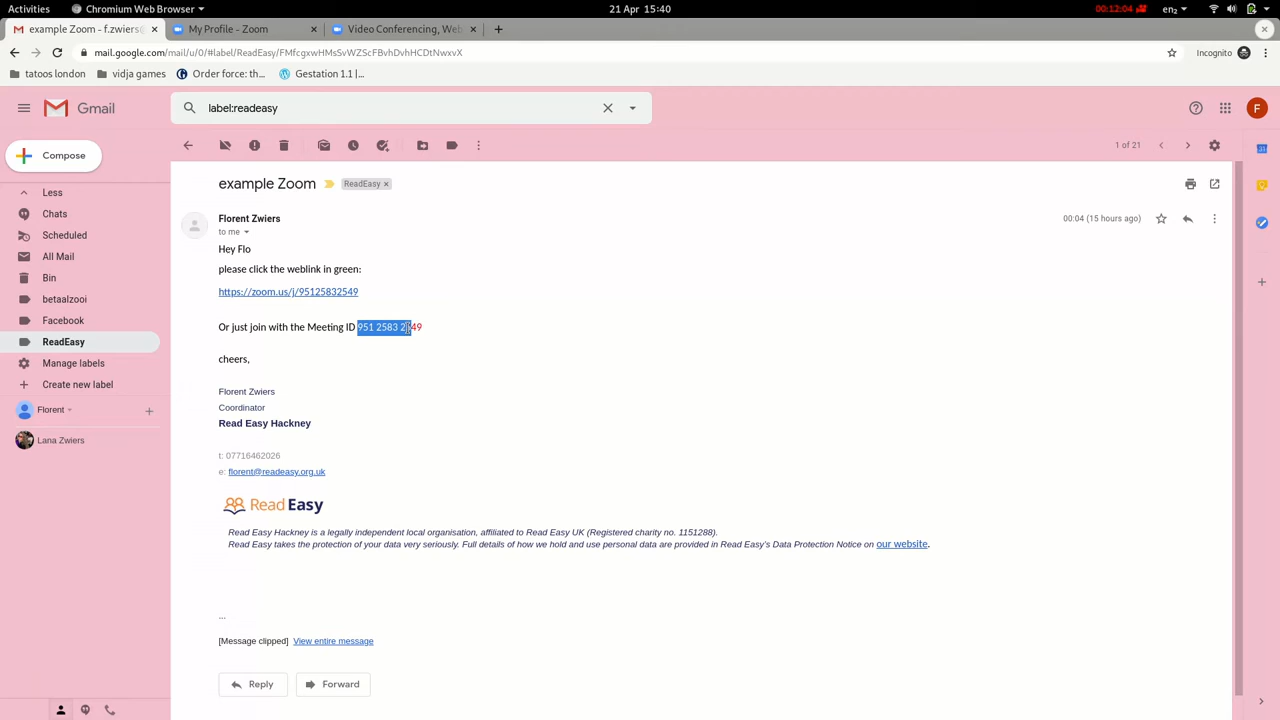 Activities
Chromium Web Browser
21 Apr 15:40
00:12:04
en₂
example Zoom - f.zwiers@
My Profile - Zoom
Video Conferencing, Web
mail.google.com/mail/u/0/#label/ReadEasy/FMfcgxwHMsSvWZScFBvhDvhHCDtNwxvX
Incognito
tatoos london
vidja games
Order force: th...
Gestation 1.1 |...
Gmail
label:readeasy
F
Compose
1 of 21
Less
Chats
Scheduled
All Mail
Bin
betaalzooi
Facebook
ReadEasy
Manage labels
Create new label
Florent
Lana Zwiers
example Zoom
ReadEasy x
Florent Zwiers
00:04 (15 hours ago)
to me
Hey Flo
please click the weblink in green:
https://zoom.us/j/95125832549
Or just join with the Meeting ID 951 2583 2549
cheers,
Florent Zwiers
Coordinator
Read Easy Hackney
t: 07716462026
e: florent@readeasy.org.uk
Read Easy
Read Easy Hackney is a legally independent local organisation, affiliated to Read Easy UK (Registered charity no. 1151288).
Read Easy takes the protection of your data very seriously. Full details of how we hold and use personal data are provided in Read Easy's Data Protection Notice on our website.
...
[Message clipped] View entire message
Reply
Forward